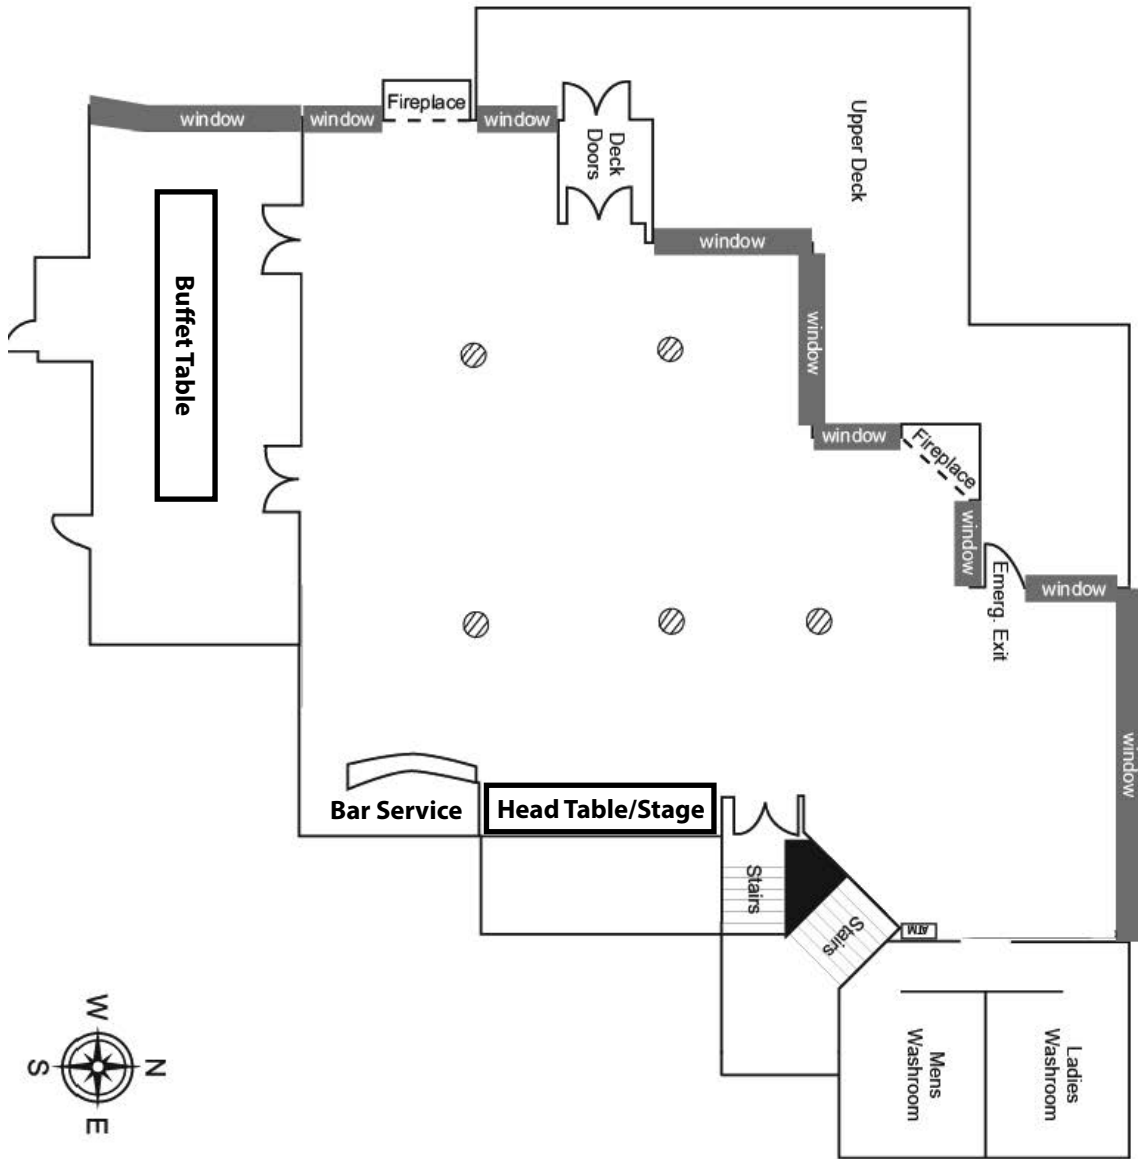 Fireplace
window
window
window
Deck
Doors
Upper Deck
window
window
Buffet Table
window
Fireplace
window
Emerg. Exit
window
window
Bar Service
Head Table/Stage
Stairs
Stairs
ATM
Mens
Washroom
Ladies
Washroom
W
S
N
E